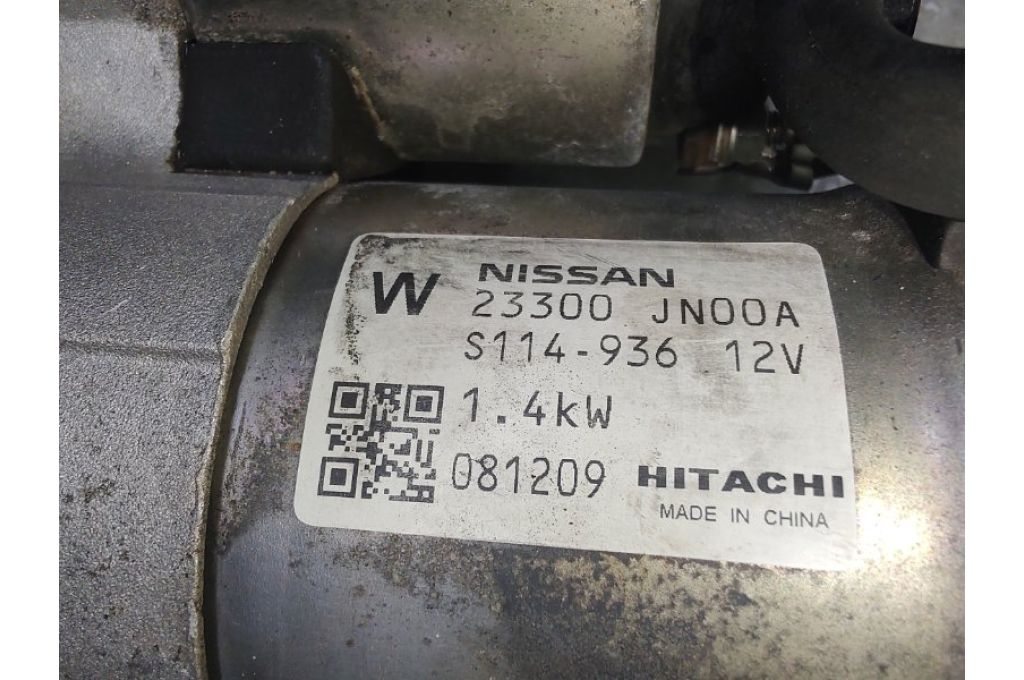 W NISSAN
23300 JN00A
S114-936 12V
1.4kW
081209 HITACHI
MADE IN CHINA